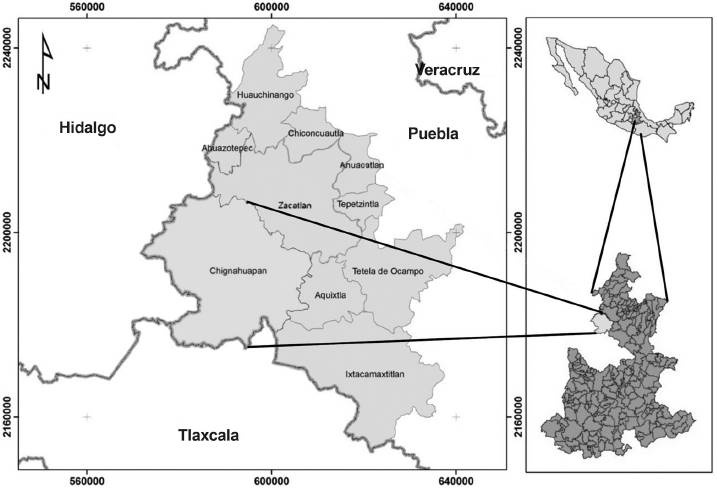 560000 600000 640000
2240000 2240000
N
Veracruz
Huauchinango
Hidalgo
Chiconcuautla
Puebla
Ahuazotepec
Ahuacatlan
Zacatlan
Tepetzintla
2200000 2200000
Chignahuapan
Tetela de Ocampo
Aquixtla
Ixtacamaxtitlan
2160000 2160000
Tlaxcala
560000 600000 640000